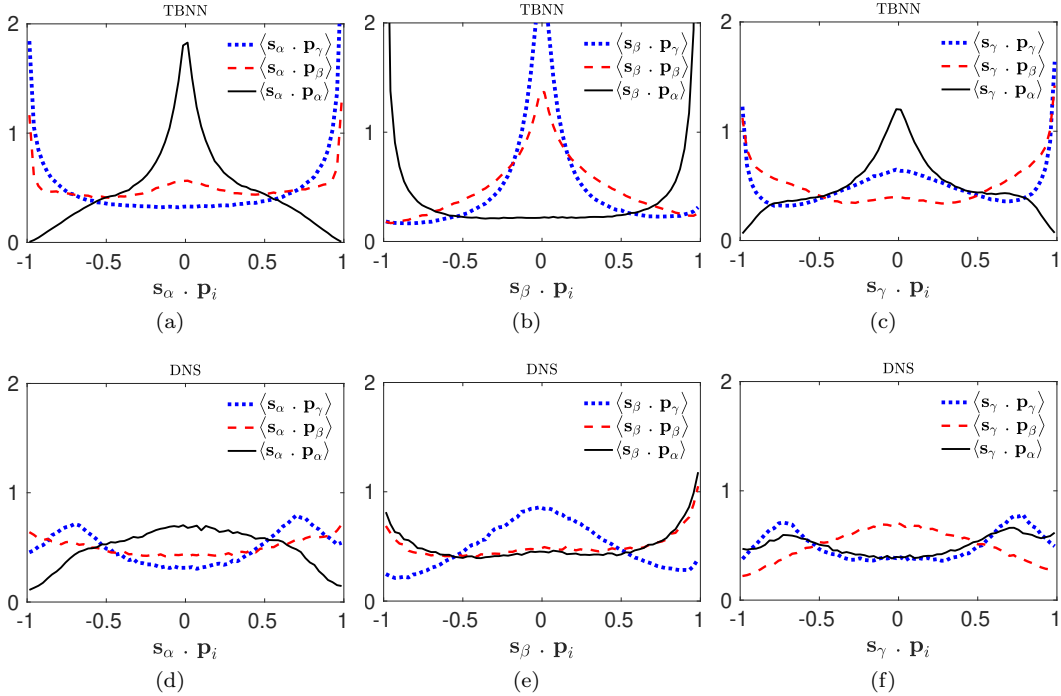 TBNN
2
1
0
-1 -0.5 0 0.5 1
⟨s_α . p_γ⟩
⟨s_α . p_β⟩
⟨s_α . p_α⟩
s_α . p_i
(a)
TBNN
2
1
0
-1 -0.5 0 0.5 1
⟨s_β . p_γ⟩
⟨s_β . p_β⟩
⟨s_β . p_α⟩
s_β . p_i
(b)
TBNN
2
1
0
-1 -0.5 0 0.5 1
⟨s_γ . p_γ⟩
⟨s_γ . p_β⟩
⟨s_γ . p_α⟩
s_γ . p_i
(c)
DNS
2
1
0
-1 -0.5 0 0.5 1
⟨s_α . p_γ⟩
⟨s_α . p_β⟩
⟨s_α . p_α⟩
s_α . p_i
(d)
DNS
2
1
0
-1 -0.5 0 0.5 1
⟨s_β . p_γ⟩
⟨s_β . p_β⟩
⟨s_β . p_α⟩
s_β . p_i
(e)
DNS
2
1
0
-1 -0.5 0 0.5 1
⟨s_γ . p_γ⟩
⟨s_γ . p_β⟩
⟨s_γ . p_α⟩
s_γ . p_i
(f)